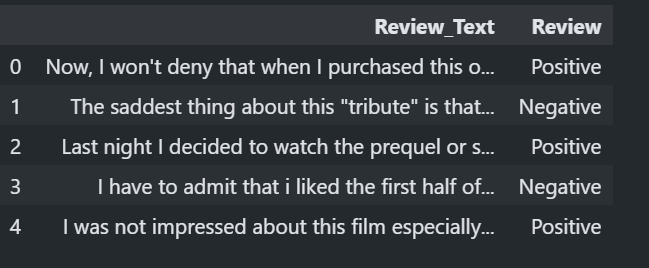 Review_Text Review
0 Now, I won't deny that when I purchased this o... Positive
1 The saddest thing about this "tribute" is that... Negative
2 Last night I decided to watch the prequel or s... Positive
3 I have to admit that i liked the first half of... Negative
4 I was not impressed about this film especially... Positive